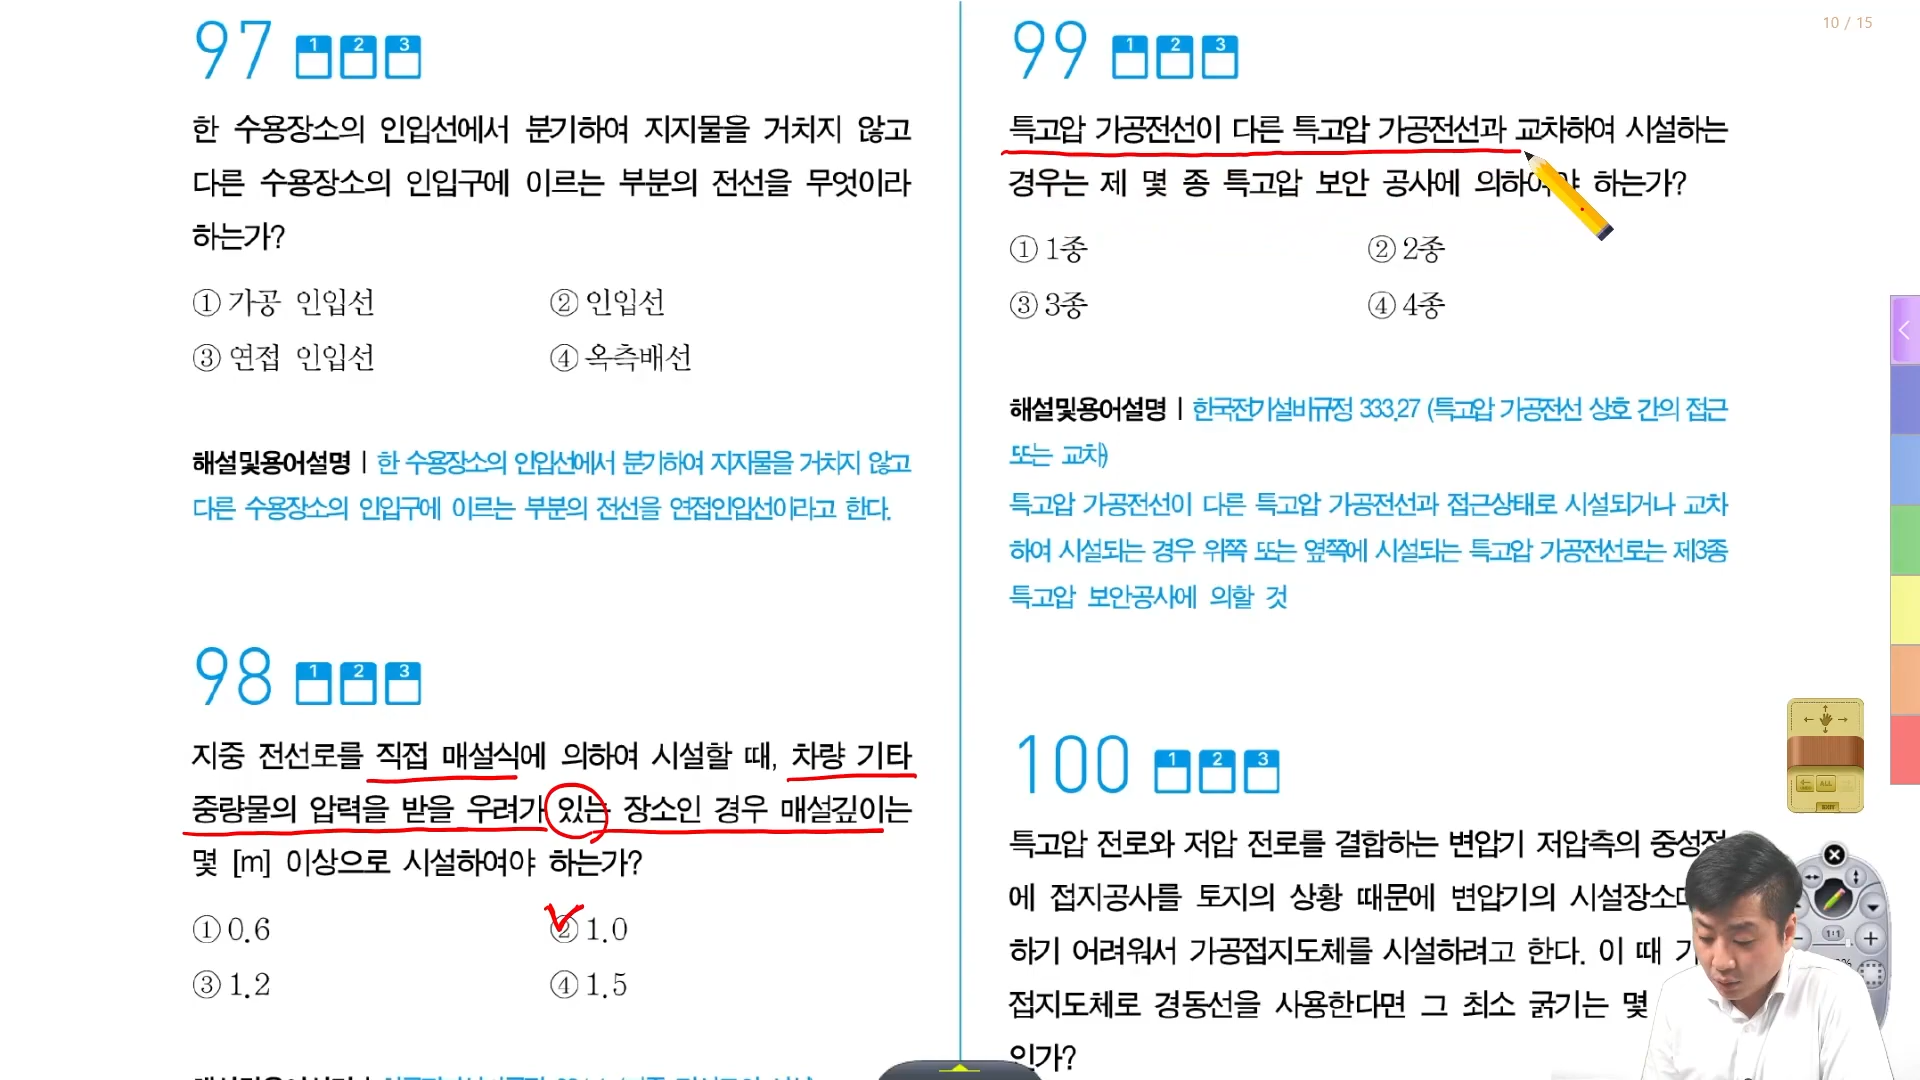 10 / 15
97 1 2 3
한 수용장소의 인입선에서 분기하여 지지물을 거치지 않고
다른 수용장소의 인입구에 이르는 부분의 전선을 무엇이라
하는가?
① 가공 인입선 ② 인입선
③ 연접 인입선 ④ 옥측배선
해설및용어설명 | 한 수용장소의 인입선에서 분기하여 지지물을 거치지 않고
다른 수용장소의 인입구에 이르는 부분의 전선을 연접인입선이라고 한다.
98 1 2 3
지중 전선로를 직접 매설식에 의하여 시설할 때, 차량 기타
중량물의 압력을 받을 우려가 있는 장소인 경우 매설깊이는
몇 [m] 이상으로 시설하여야 하는가?
① 0.6 ② 1.0
③ 1.2 ④ 1.5
99 1 2 3
특고압 가공전선이 다른 특고압 가공전선과 교차하여 시설하는
경우는 제 몇 종 특고압 보안 공사에 의하여야 하는가?
① 1종 ② 2종
③ 3종 ④ 4종
해설및용어설명 | 한국전기설비규정 333.27 (특고압 가공전선 상호 간의 접근
또는 교차)
특고압 가공전선이 다른 특고압 가공전선과 접근상태로 시설되거나 교차
하여 시설되는 경우 위쪽 또는 옆쪽에 시설되는 특고압 가공전선로는 제3종
특고압 보안공사에 의할 것
100 1 2 3
특고압 전로와 저압 전로를 결합하는 변압기 저압측의 중성점
에 접지공사를 토지의 상황 때문에 변압기의 시설장소
하기 어려워서 가공접지도체를 시설하려고 한다. 이 때
접지도체로 경동선을 사용한다면 그 최소 굵기는 몇
인가?
ALL
1:1